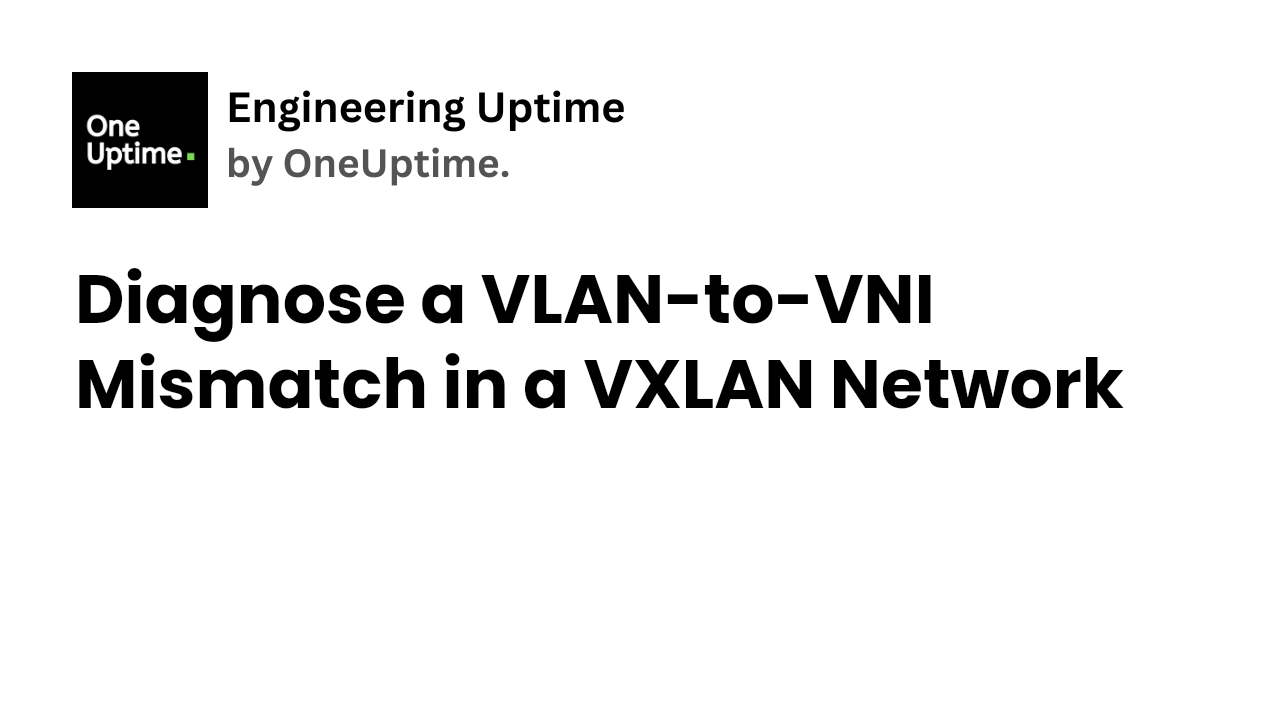 One
Uptime.
Engineering Uptime
by OneUptime.
Diagnose a VLAN-to-VNI
Mismatch in a VXLAN Network